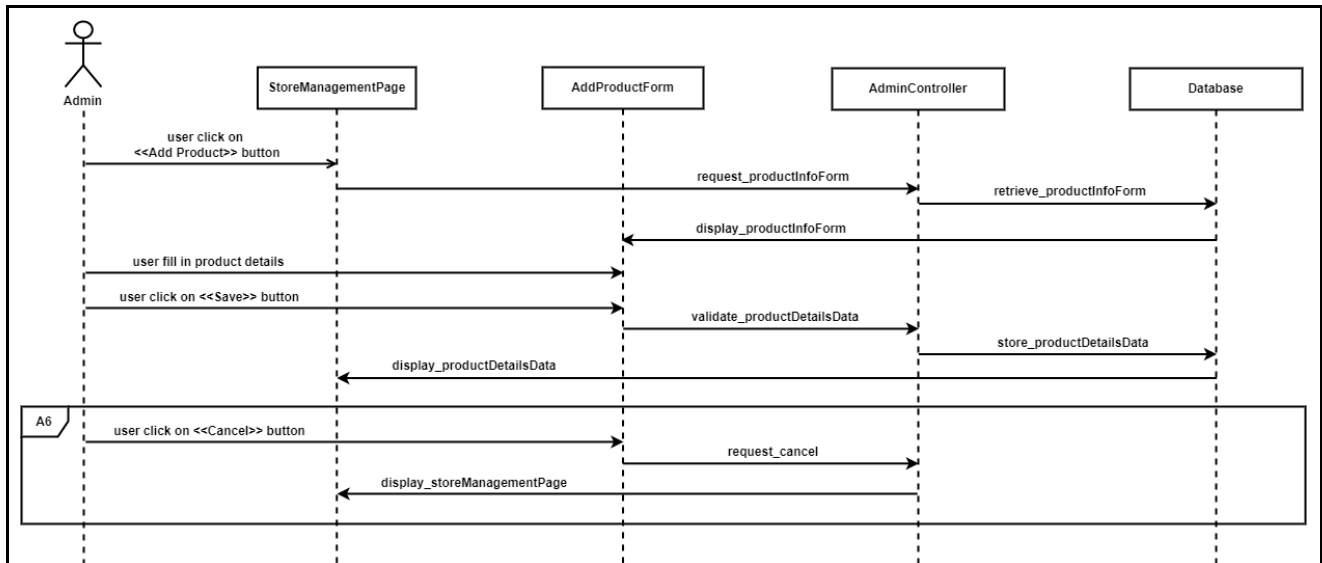 Admin
StoreManagementPage
AddProductForm
AdminController
Database
user click on
<<Add Product>> button
request_productInfoForm
retrieve_productInfoForm
display_productInfoForm
user fill in product details
user click on <<Save>> button
validate_productDetailsData
store_productDetailsData
display_productDetailsData
A6
user click on <<Cancel>> button
request_cancel
display_storeManagementPage